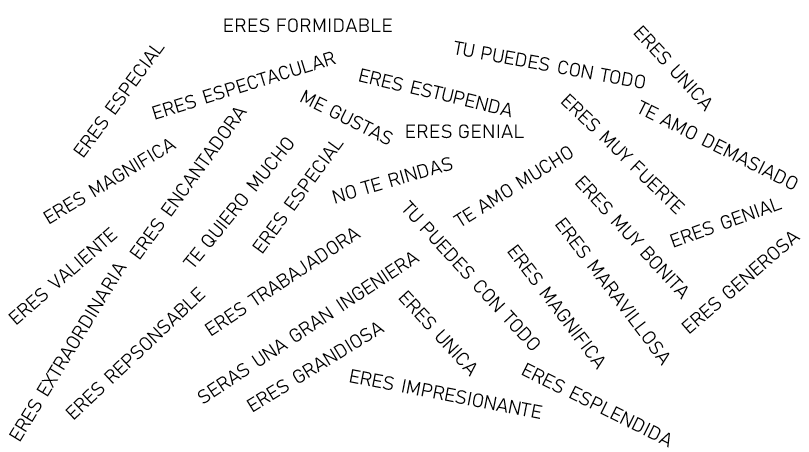 ERES FORMIDABLE
TU PUEDES CON TODO
ERES UNICA
ERES ESPECIAL
ERES ESPECTACULAR
ERES ESTUPENDA
ME GUSTAS
ERES GENIAL
ERES MUY FUERTE
TE AMO DEMASIADO
ERES MAGNIFICA
ERES ENCANTADORA
TE QUIERO MUCHO
ERES ESPECIAL
NO TE RINDAS
TE AMO MUCHO
ERES MUY BONITA
ERES GENIAL
ERES VALIENTE
ERES TRABAJADORA
TU PUEDES CON TODO
ERES MARAVILLOSA
ERES GENEROSA
ERES EXTRAORDINARIA
ERES REPSONSABLE
SERAS UNA GRAN INGENIERA
ERES MAGNIFICA
ERES UNICA
ERES GRANDIOSA
ERES IMPRESIONANTE
ERES ESPLENDIDA